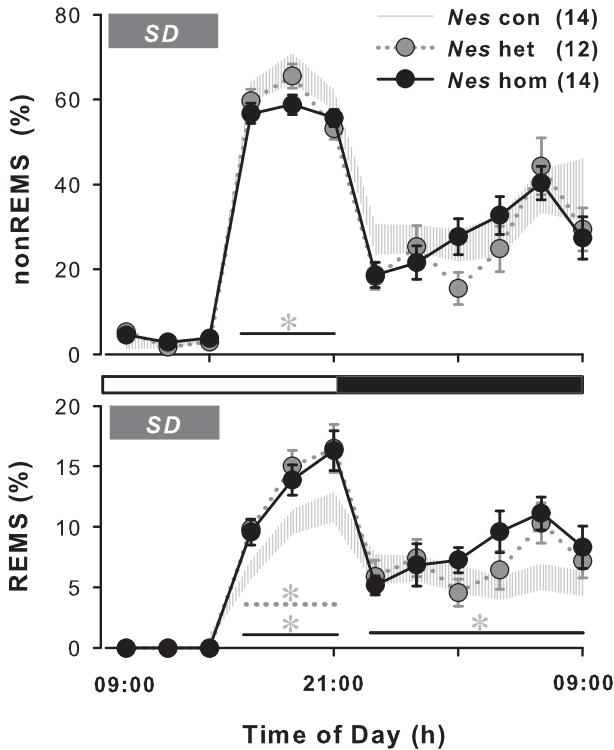 80
SD
Nes con (14)
Nes het (12)
Nes hom (14)
60
40
20
0
nonREMS (%)
*
20
SD
15
10
5
0
REMS (%)
*
*
*
09:00 21:00 09:00
Time of Day (h)